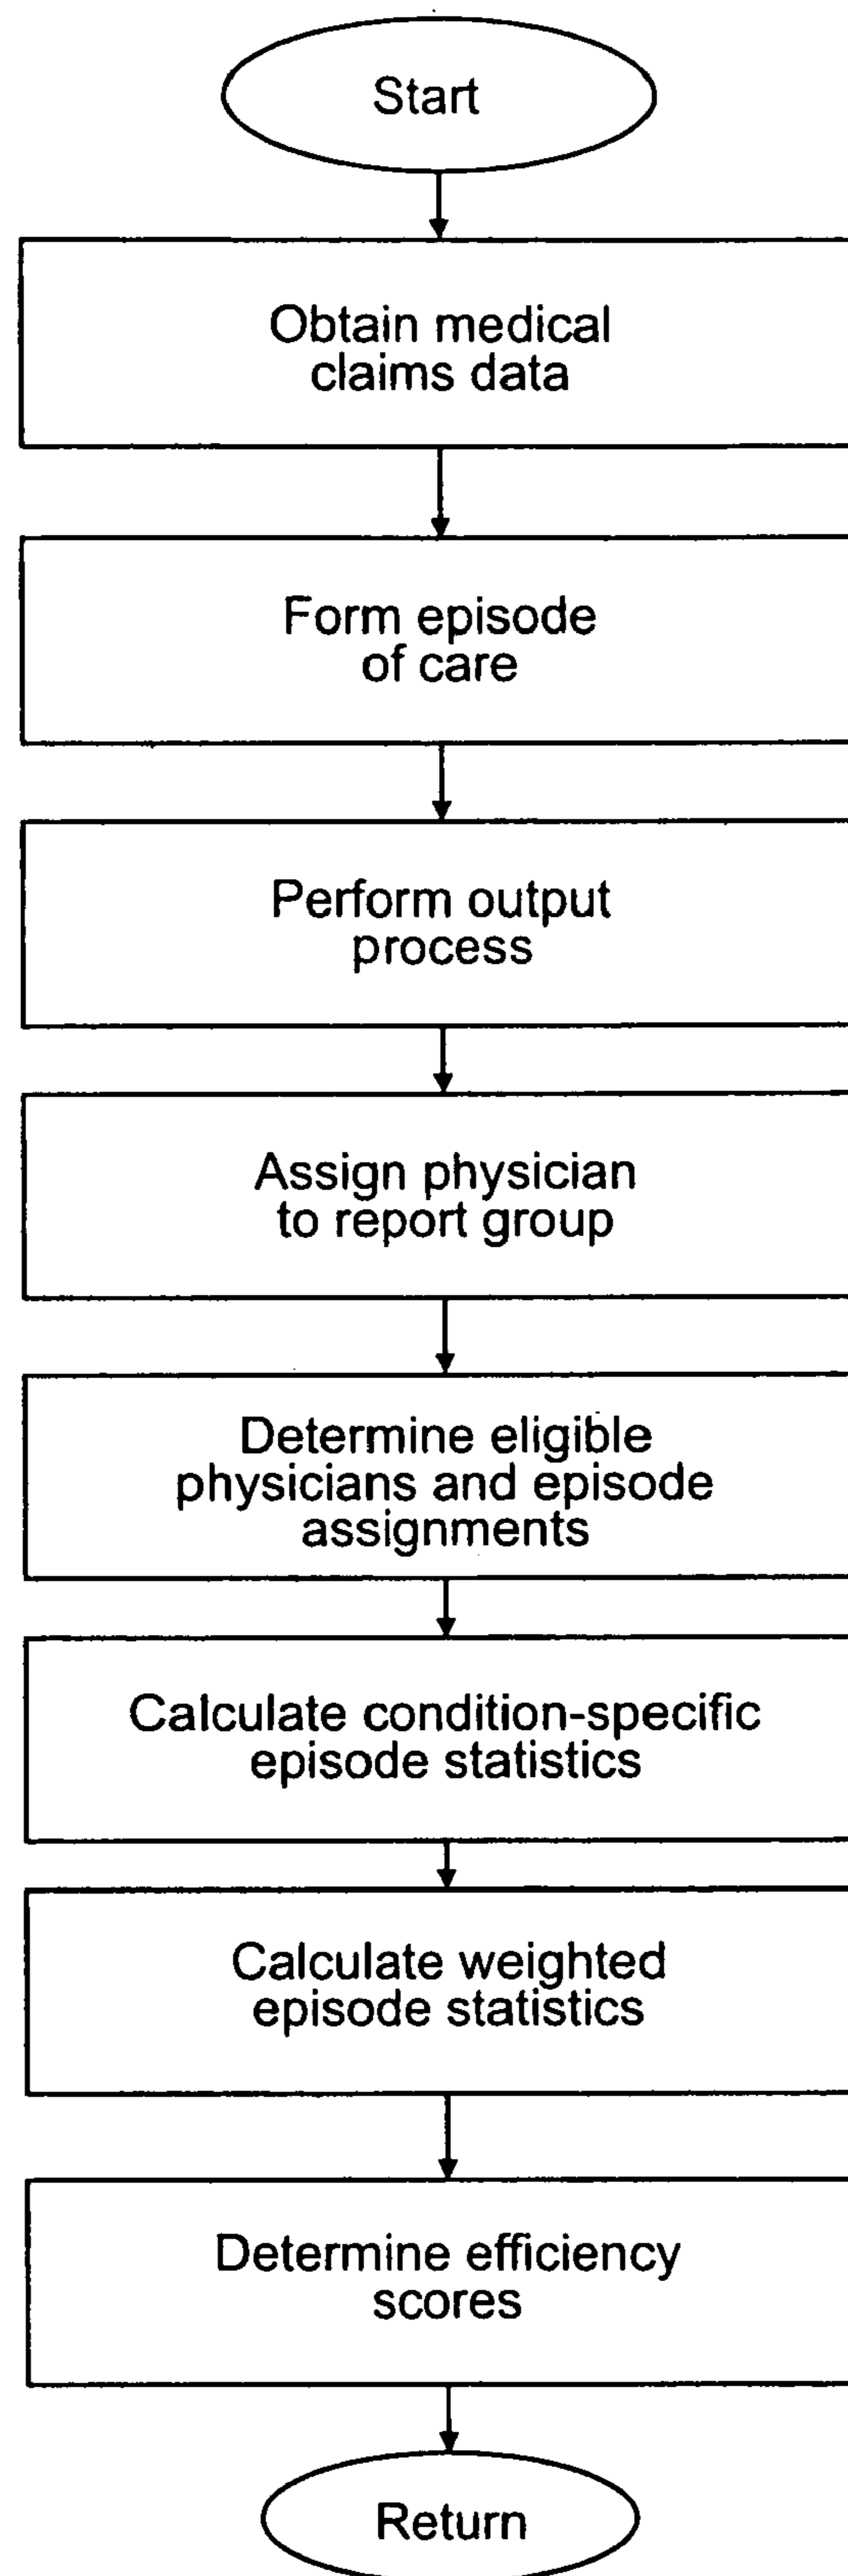 Start
Obtain medical
claims data
Form episode
of care
Perform output
process
Assign physician
to report group
Determine eligible
physicians and episode
assignments
Calculate condition-specific
episode statistics
Calculate weighted
episode statistics
Determine efficiency
scores
Return